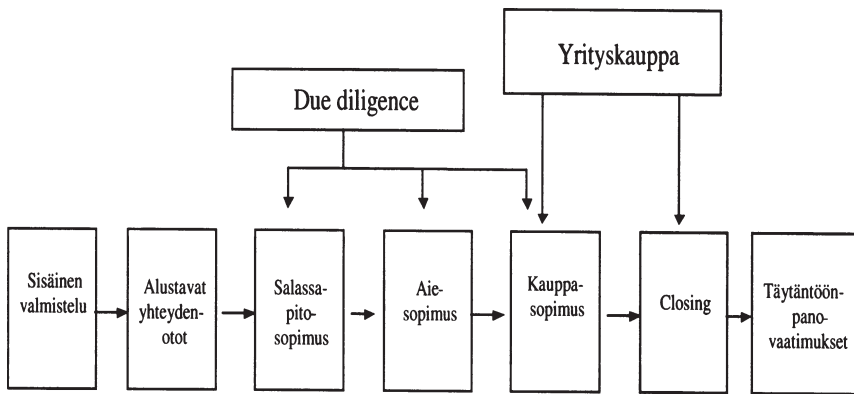 Yrityskauppa
Due diligence
Sisäinen
valmistelu
Alustavat
yhteyden-
otot
Salassa-
pito-
sopimus
Aie-
sopimus
Kauppa-
sopimus
Closing
Täytäntöön-
pano-
vaatimukset